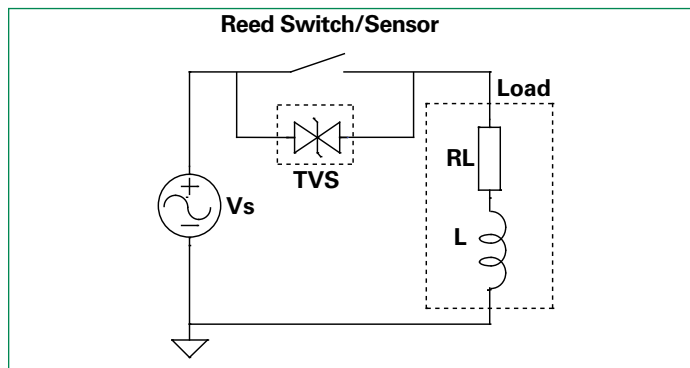 Reed Switch/Sensor
Load
RL
TVS
+
Vs
−
L